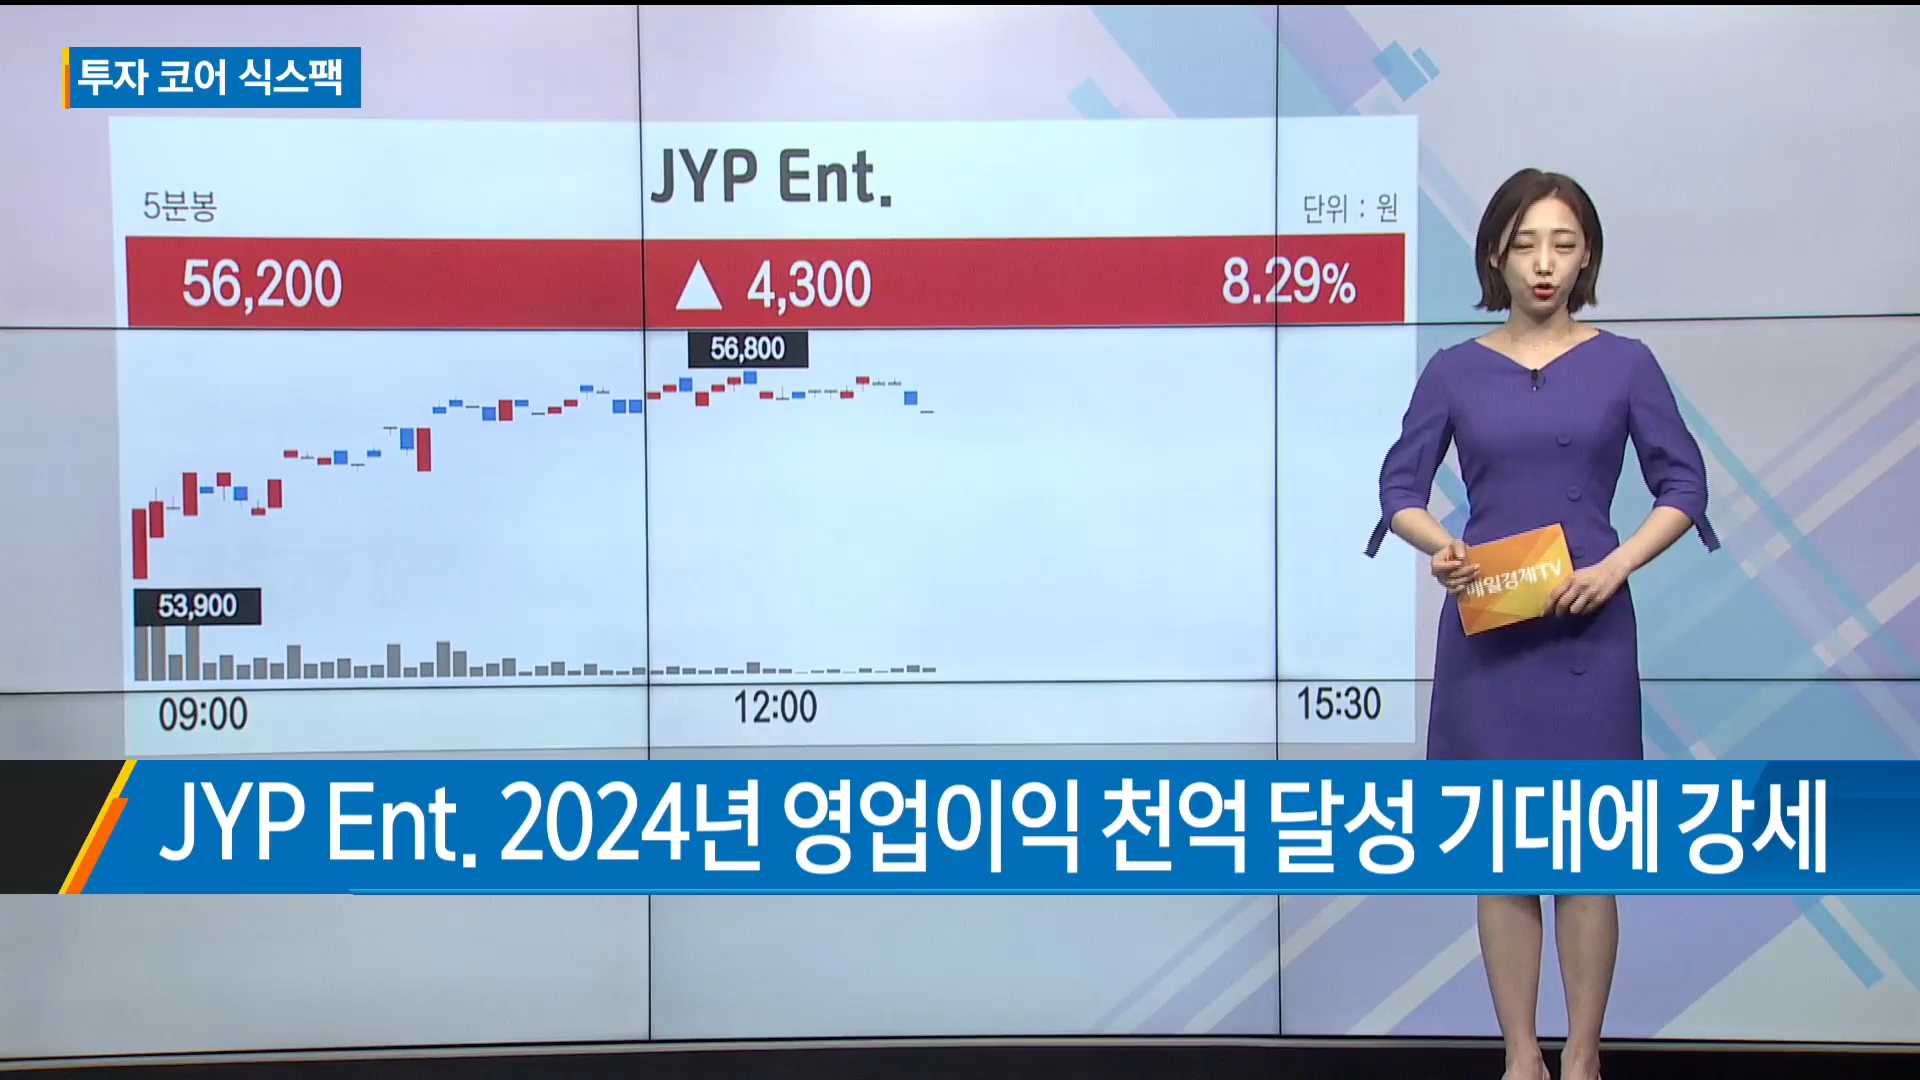 투자 코어 식스팩
JYP Ent.
5분봉
단위 : 원
56,200 ▲ 4,300 8.29%
56,800
53,900
09:00 12:00 15:30
매일경제TV
JYP Ent. 2024년 영업이익 천억 달성 기대에 강세